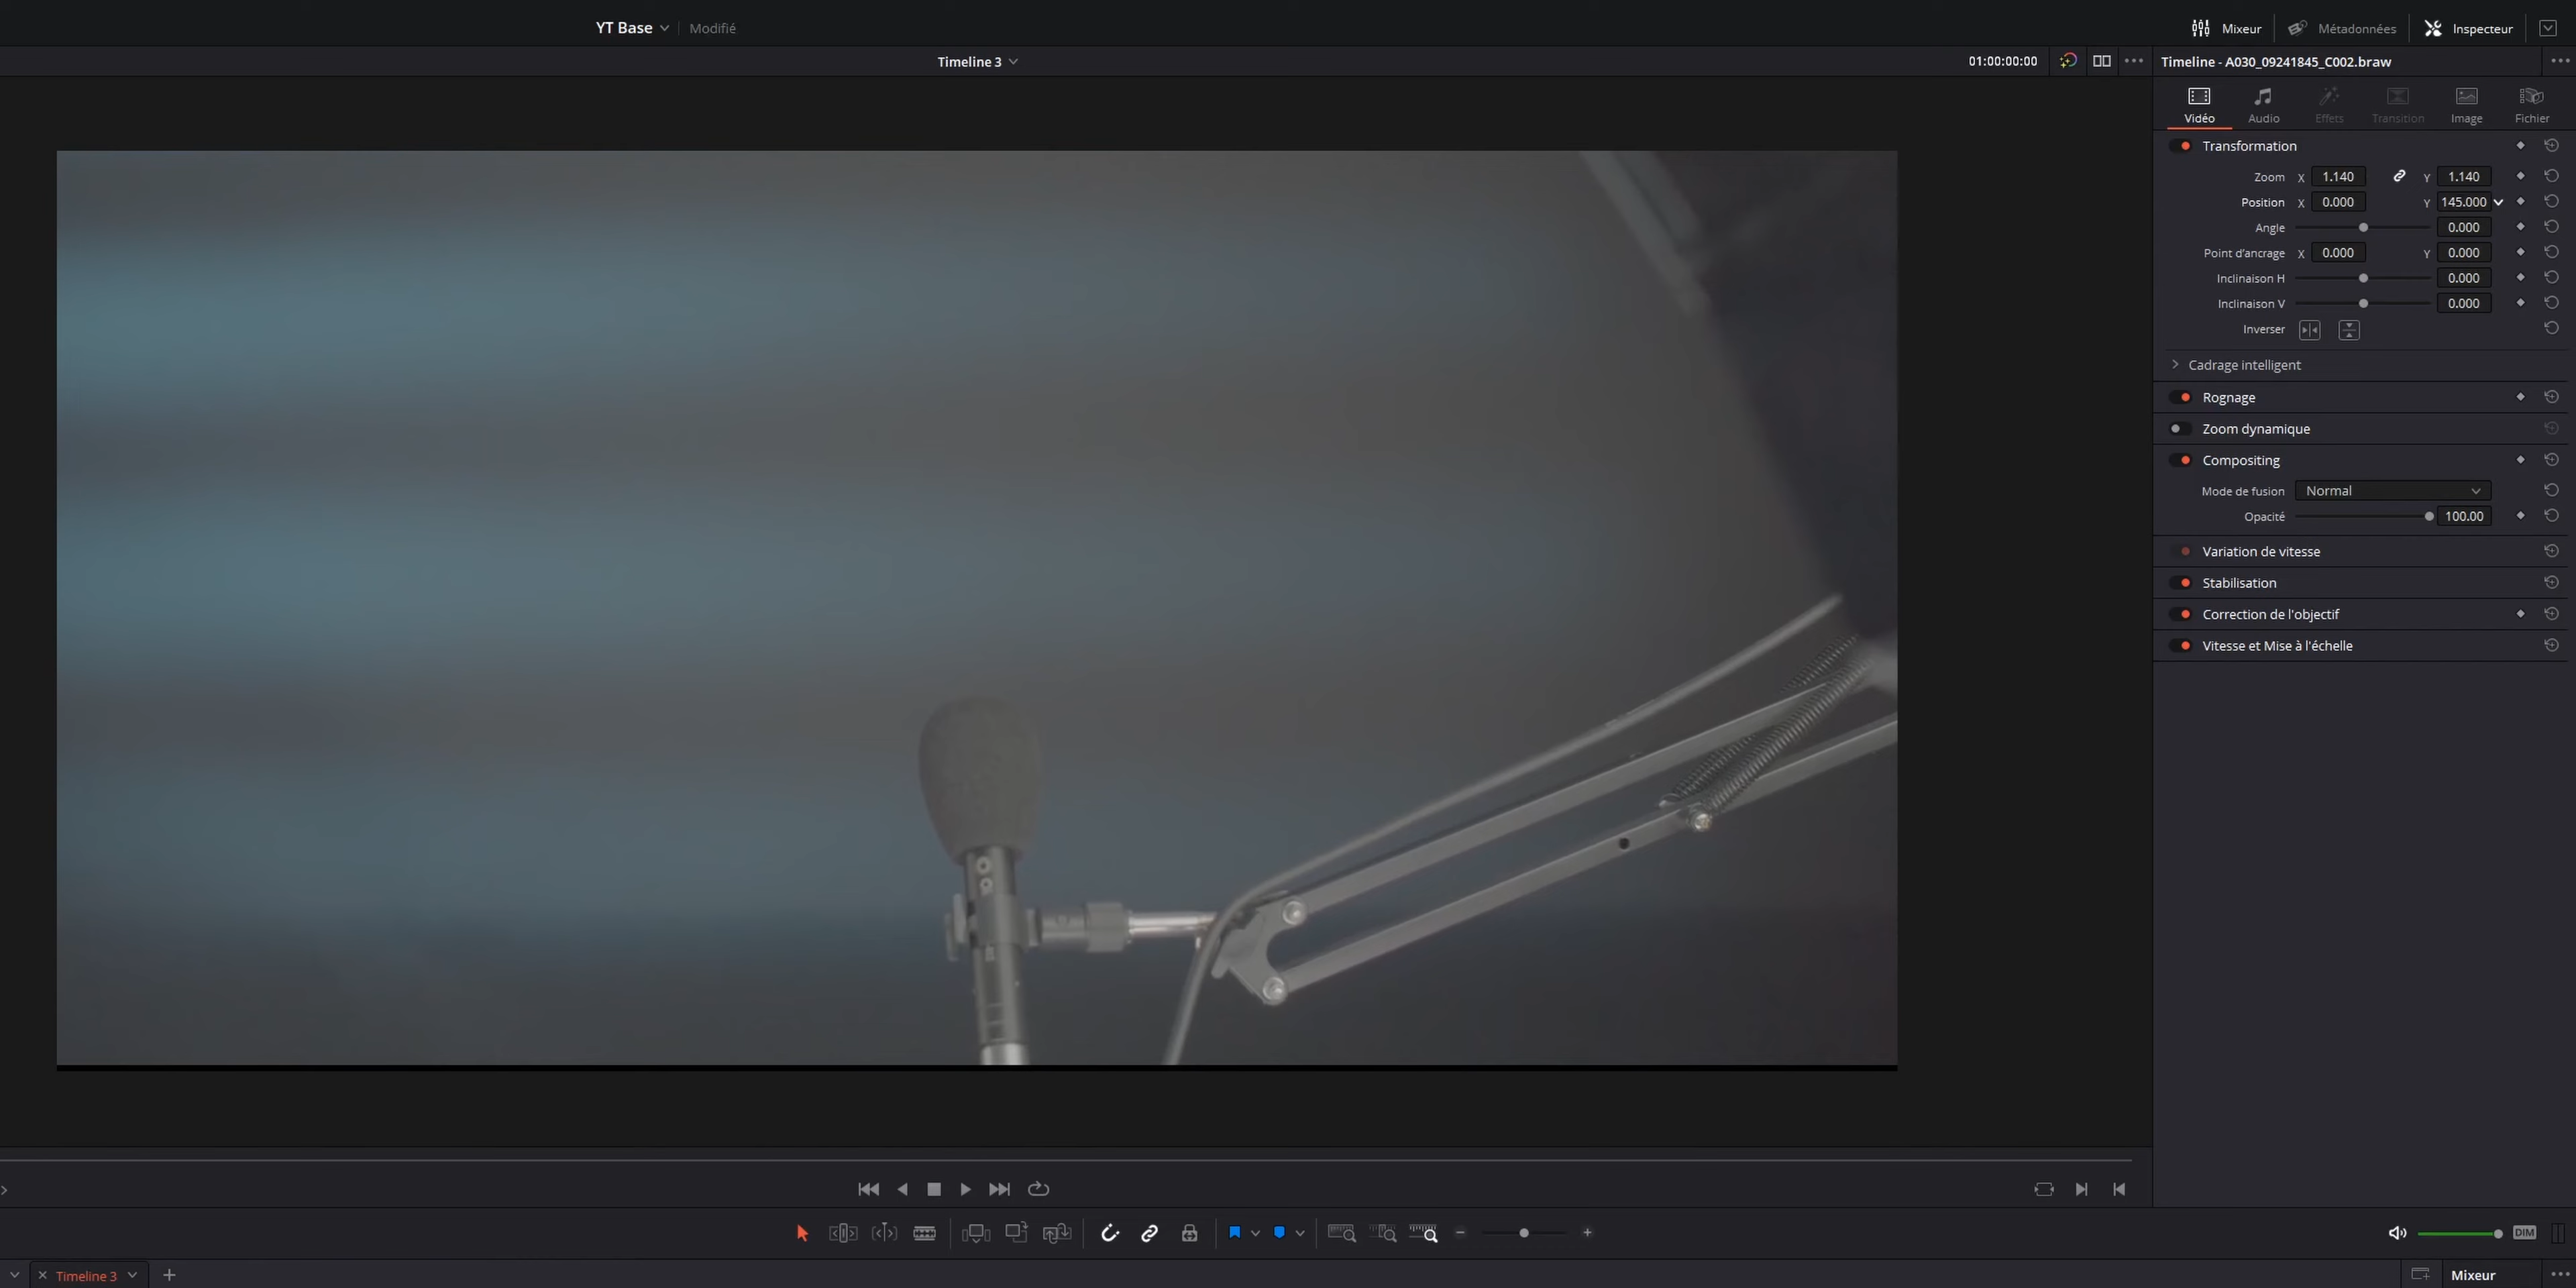 YT Base
Modifié
Mixeur
Métadonnées
Inspecteur
Timeline 3
01:00:00:00
Timeline - A030_09241845_C002.braw
Vidéo
Audio
Effets
Transition
Image
Fichier
Transformation
Zoom X 1.140 Y 1.140
Position X 0.000 Y 145.000
Angle 0.000
Point d'ancrage X 0.000 Y 0.000
Inclinaison H 0.000
Inclinaison V 0.000
Inverser
Cadrage intelligent
Rognage
Zoom dynamique
Compositing
Mode de fusion Normal
Opacité 100.00
Variation de vitesse
Stabilisation
Correction de l'objectif
Vitesse et Mise à l'échelle
DIM
Timeline 3
Mixeur